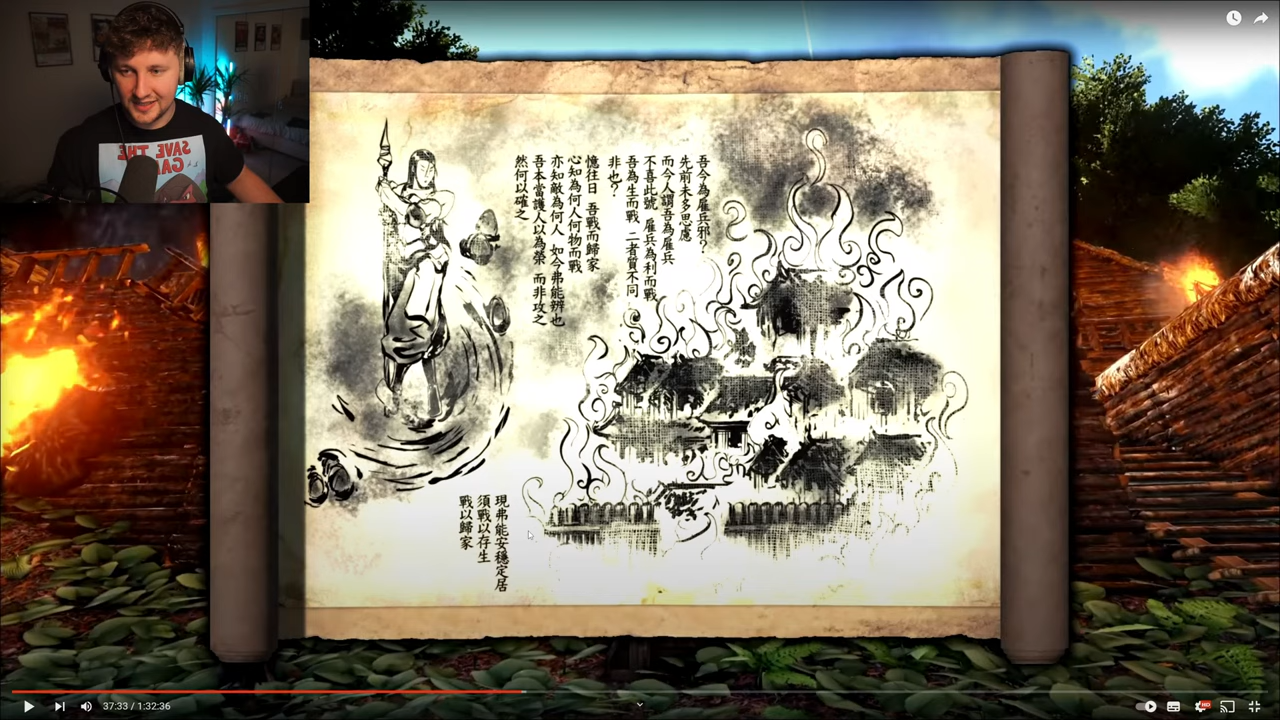 吾今為雇兵邪？
先前未多思慮
而今人謂吾為雇兵
不喜此號 雇兵為利而戰
吾為生而戰 二者豈不同
非也？
憶往日 吾戰而歸家
心知為何人何物而戰
亦知敵為何人 如今弗能辨也
吾本當護人以為榮 而非攻之
然何以確之
現弗能安穩定居
須戰以存生
戰以歸家
SAVE THE
37:33 / 1:32:36
HD